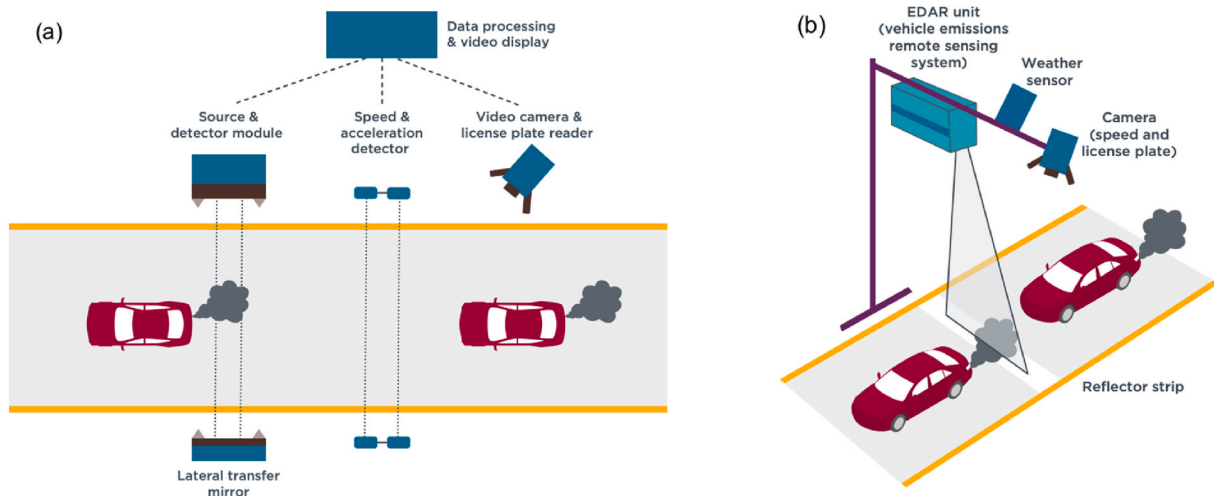 (a)
Data processing
& video display
Source &
detector module
Speed &
acceleration
detector
Video camera &
license plate reader
Lateral transfer
mirror
(b)
EDAR unit
(vehicle emissions
remote sensing
system)
Weather
sensor
Camera
(speed and
license plate)
Reflector strip